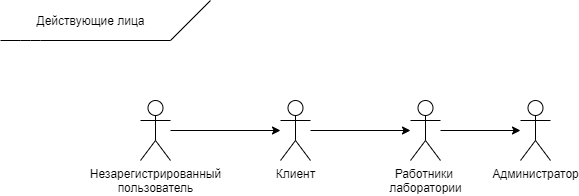 Действующие лица
Незарегистрированный
пользователь
Клиент
Работники
лаборатории
Администратор